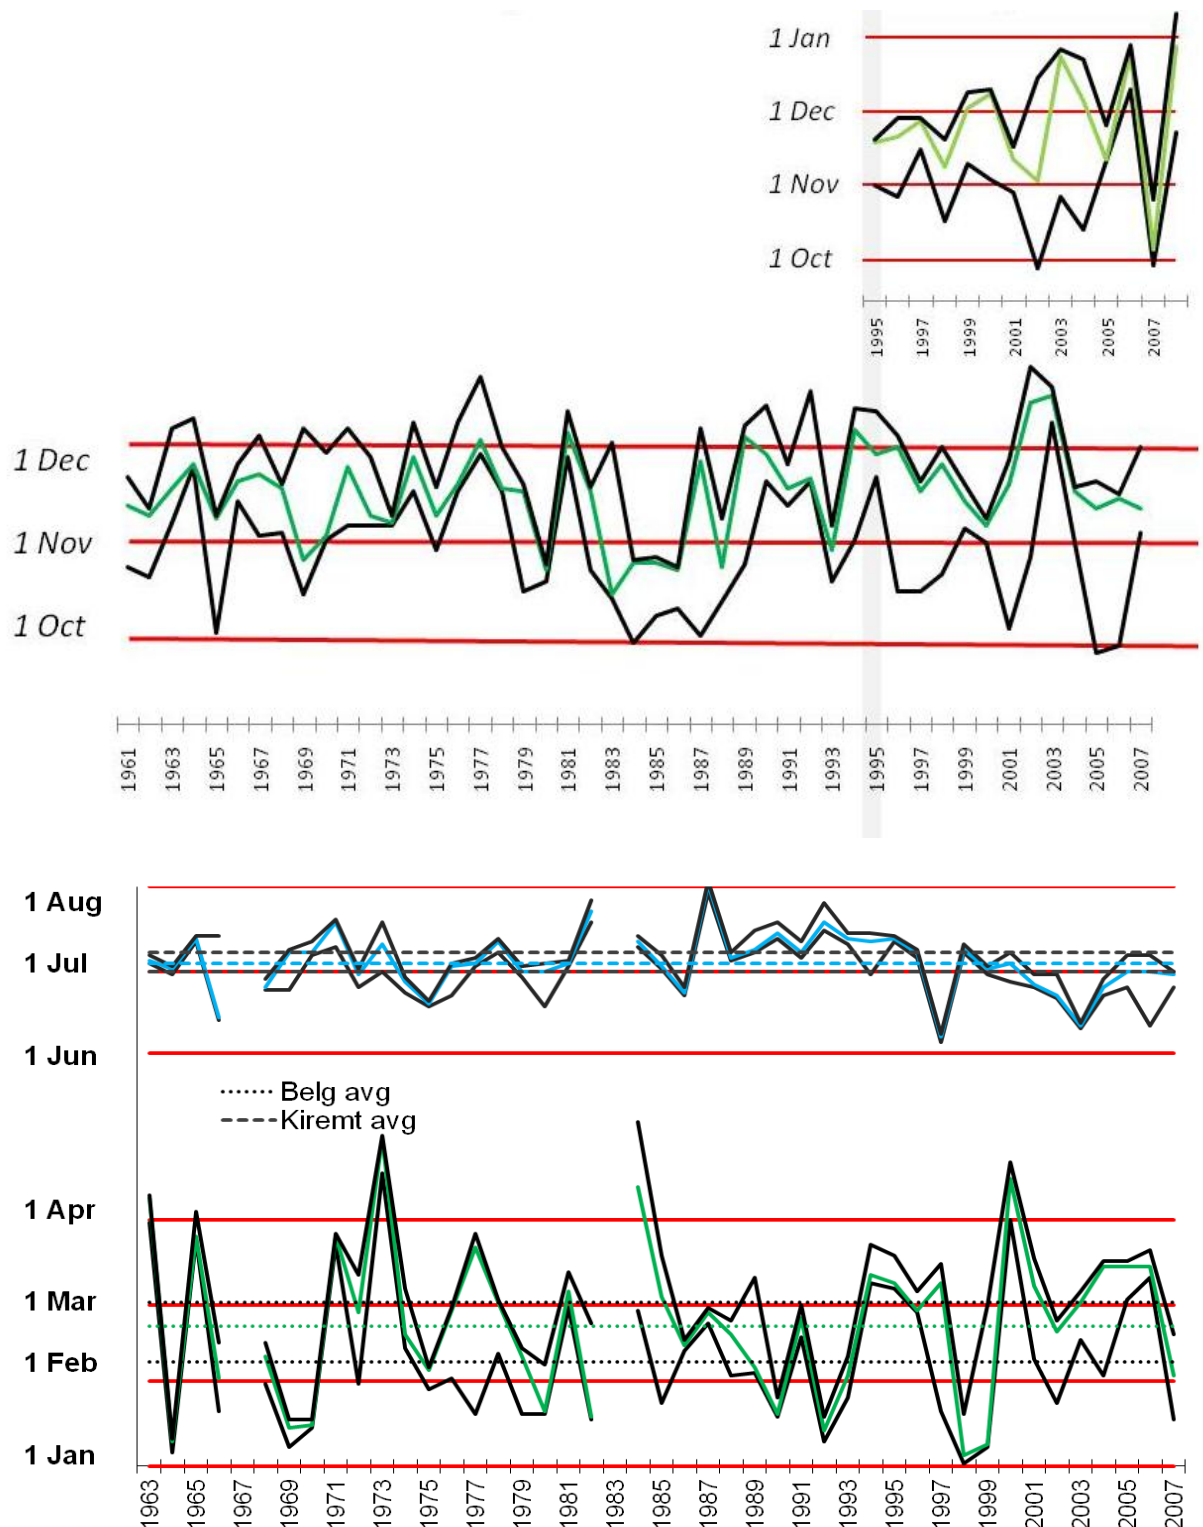 1 Jan
1 Dec
1 Nov
1 Oct
1995 1997 1999 2001 2003 2005 2007
1 Dec
1 Nov
1 Oct
1961 1963 1965 1967 1969 1971 1973 1975 1977 1979 1981 1983 1985 1987 1989 1991 1993 1995 1997 1999 2001 2003 2005 2007
1 Aug
1 Jul
1 Jun
Belg avg
Kiremt avg
1 Apr
1 Mar
1 Feb
1 Jan
1963 1965 1967 1969 1971 1973 1975 1977 1979 1981 1983 1985 1987 1989 1991 1993 1995 1997 1999 2001 2003 2005 2007